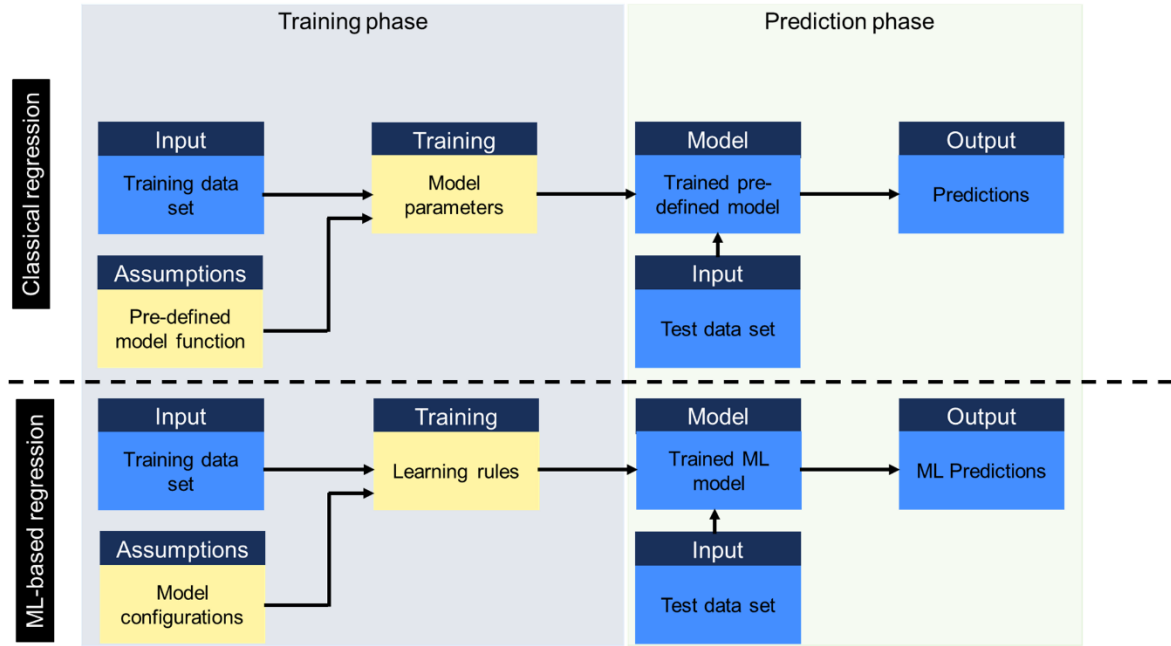 Training phase
Prediction phase
Classical regression
Input
Training data
set
Training
Model
parameters
Model
Trained pre-
defined model
Output
Predictions
Assumptions
Pre-defined
model function
Input
Test data set
ML-based regression
Input
Training data
set
Training
Learning rules
Model
Trained ML
model
Output
ML Predictions
Assumptions
Model
configurations
Input
Test data set